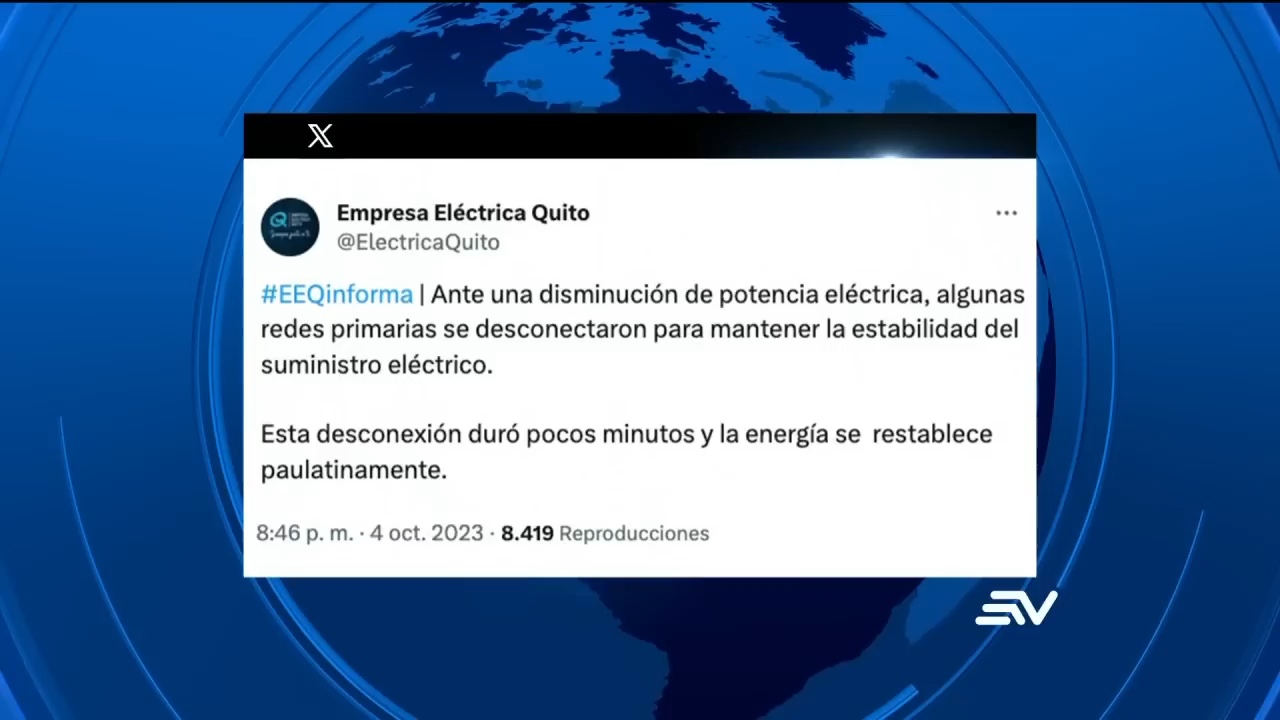 X
Empresa Eléctrica Quito
@ElectricaQuito
#EEQinforma | Ante una disminución de potencia eléctrica, algunas
redes primarias se desconectaron para mantener la estabilidad del
suministro eléctrico.
Esta desconexión duró pocos minutos y la energía se restablece
paulatinamente.
8:46 p. m. · 4 oct. 2023 · 8.419 Reproducciones